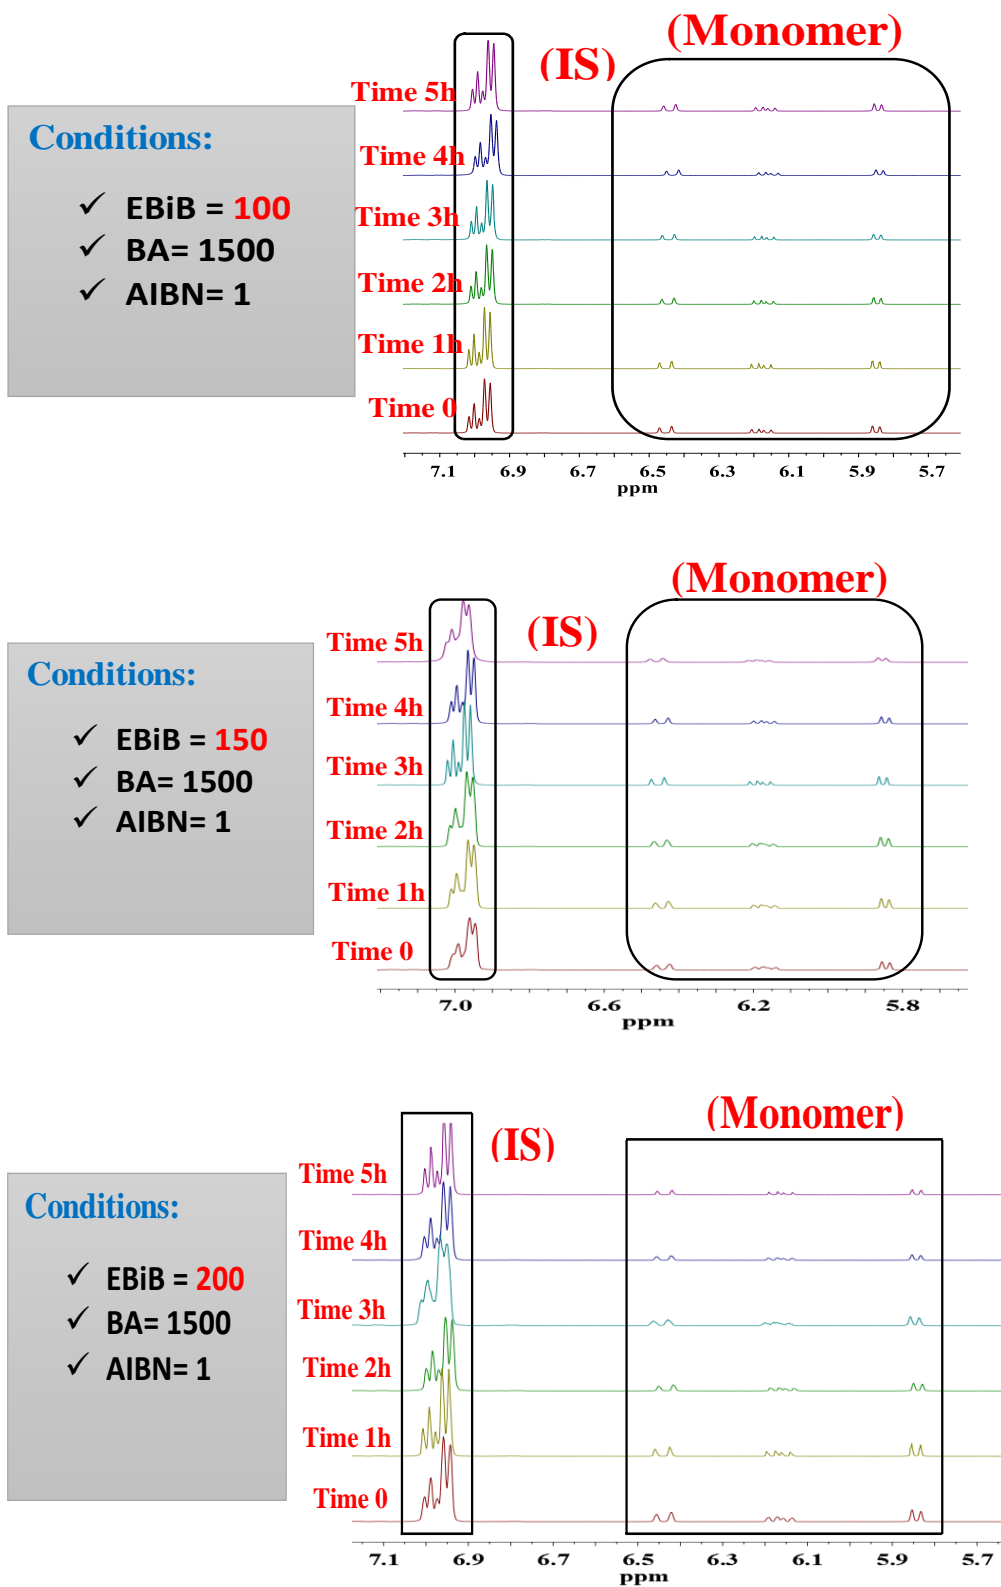 (Monomer)
(IS)
Time 5h
Conditions:
Time 4h
✓ EBiB = 100
Time 3h
✓ BA= 1500
Time 2h
✓ AIBN= 1
Time 1h
Time 0
7.1 6.9 6.7 6.5 6.3 6.1 5.9 5.7
ppm
(Monomer)
(IS)
Time 5h
Conditions:
Time 4h
✓ EBiB = 150
Time 3h
✓ BA= 1500
✓ AIBN= 1
Time 2h
Time 1h
Time 0
7.0 6.6 6.2 5.8
ppm
(Monomer)
(IS)
Time 5h
Conditions:
Time 4h
✓ EBiB = 200
Time 3h
✓ BA= 1500
✓ AIBN= 1
Time 2h
Time 1h
Time 0
7.1 6.9 6.7 6.5 6.3 6.1 5.9 5.7
ppm